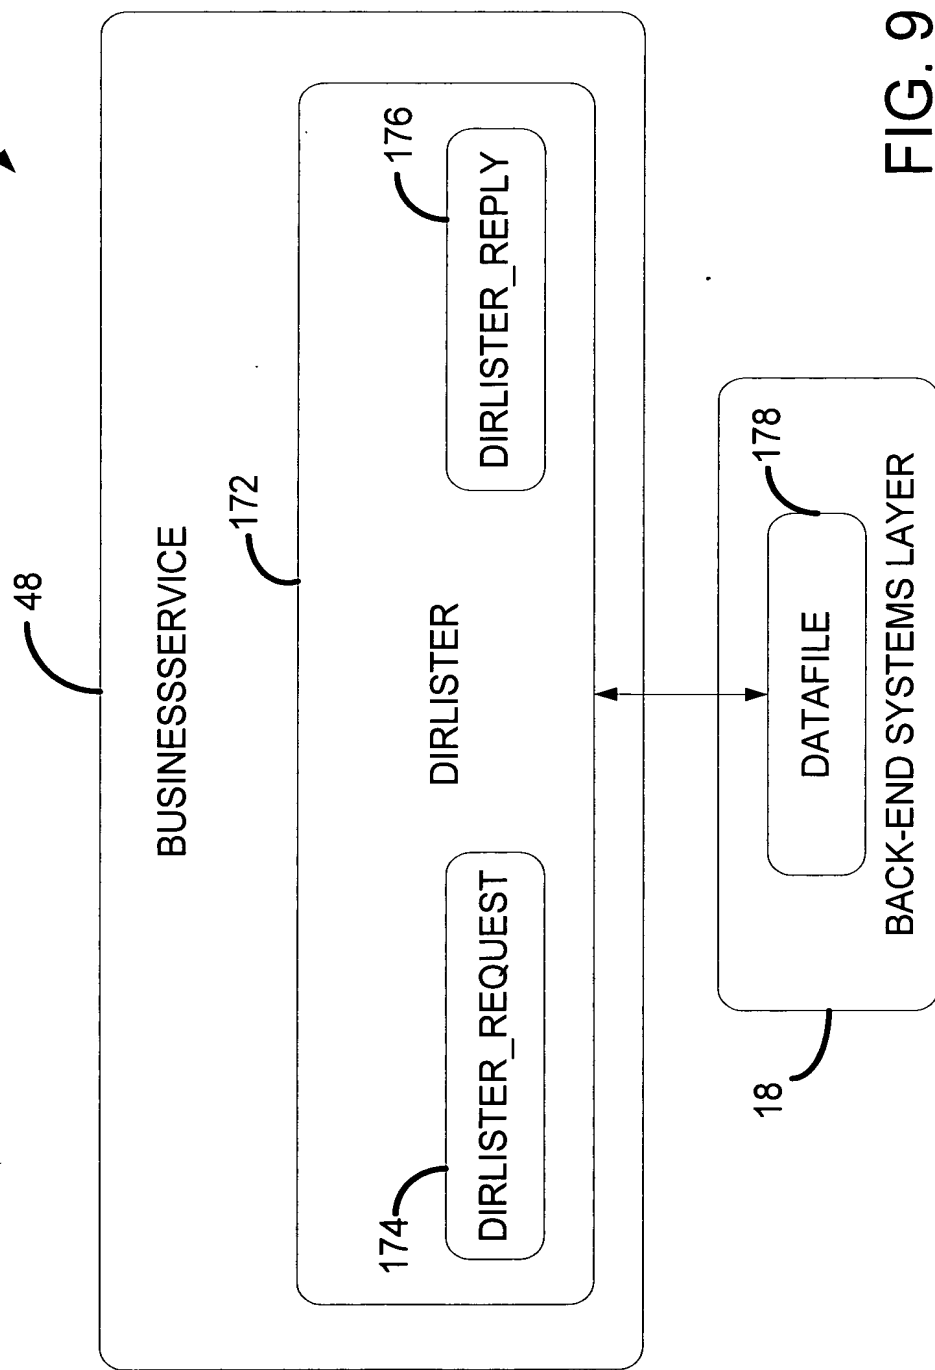 48
BUSINESSSERVICE
172
DIRLISTER
174
DIRLISTER_REQUEST
176
DIRLISTER_REPLY
18
DATAFILE
178
BACK-END SYSTEMS LAYER
FIG. 9